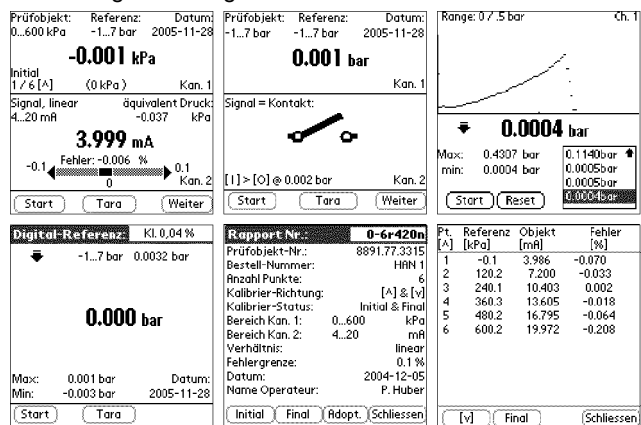 Prüfobjekt: Referenz: Datum:
0...600 kPa -1...7 bar 2005-11-28
-0.001 kPa
Initial
1 / 6 [^] (0 kPa) Kan. 1
Signal, linear äquivalent Druck:
4...20 mA -0.037 kPa
3.999 mA
Fehler: -0.006 %
-0.1 0.1
0 Kan. 2
Start Tara Weiter
Prüfobjekt: Referenz: Datum:
-1...7 bar -1...7 bar 2005-11-28
0.001 bar
Kan. 1
Signal = Kontakt:
[I] > [O] @ 0.002 bar Kan. 2
Start Tara Weiter
Range: 0 / .5 bar Ch. 1
0.0004 bar
Max: 0.4307 bar
min: 0.0004 bar
0.1140bar
0.0005bar
0.0005bar
0.0004bar
Start Reset
Digital-Referenz: Kl. 0,04 %
-1...7 bar 0.0032 bar
0.000 bar
Max: 0.001 bar Datum:
Min: -0.003 bar 2005-11-28
Start Tara
Rapport Nr.: 0-6r420n
Prüfobjekt-Nr.: 8891.77.3315
Bestell-Nummer: HAN 1
Anzahl Punkte: 6
Kalibrier-Richtung: [^] & [v]
Kalibrier-Status: Initial & Final
Bereich Kan. 1: 0...600 kPa
Bereich Kan. 2: 4...20 mA
Verhältnis: linear
Fehlergrenze: 0.1 %
Datum: 2004-12-05
Name Operateur: P. Huber
Initial Final Adopt. Schliessen
Pt. Referenz Objekt Fehler
[^] [kPa] [mA] [%]
1 -0.1 3.986 -0.070
2 120.2 7.200 -0.033
3 240.1 10.403 0.002
4 360.3 13.605 -0.018
5 480.2 16.795 -0.064
6 600.2 19.972 -0.208
[v] Final Schliessen